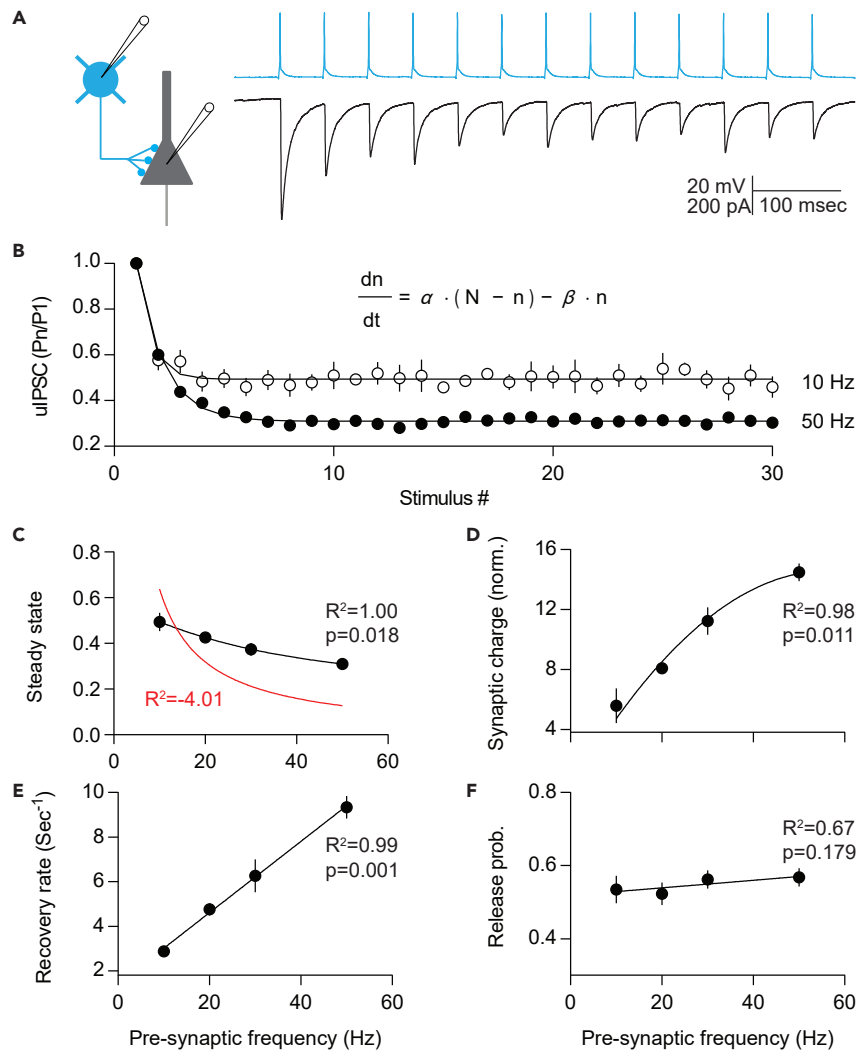 A
20 mV
200 pA 100 msec
B
uIPSC (Pn/P1)
1.0
0.8
0.6
0.4
0.2
dn
dt
= α · ( N − n ) − β · n
10 Hz
50 Hz
0 10 20 30
Stimulus #
C
Steady state
0.8
0.6
0.4
0.2
0.0
R²=1.00
p=0.018
R²=-4.01
0 20 40 60
D
Synaptic charge (norm.)
16
12
8
4
R²=0.98
p=0.011
E
Recovery rate (Sec⁻¹)
10
8
6
4
2
R²=0.99
p=0.001
0 20 40 60
Pre-synaptic frequency (Hz)
F
Release prob.
0.8
0.6
0.4
R²=0.67
p=0.179
0 20 40 60
Pre-synaptic frequency (Hz)